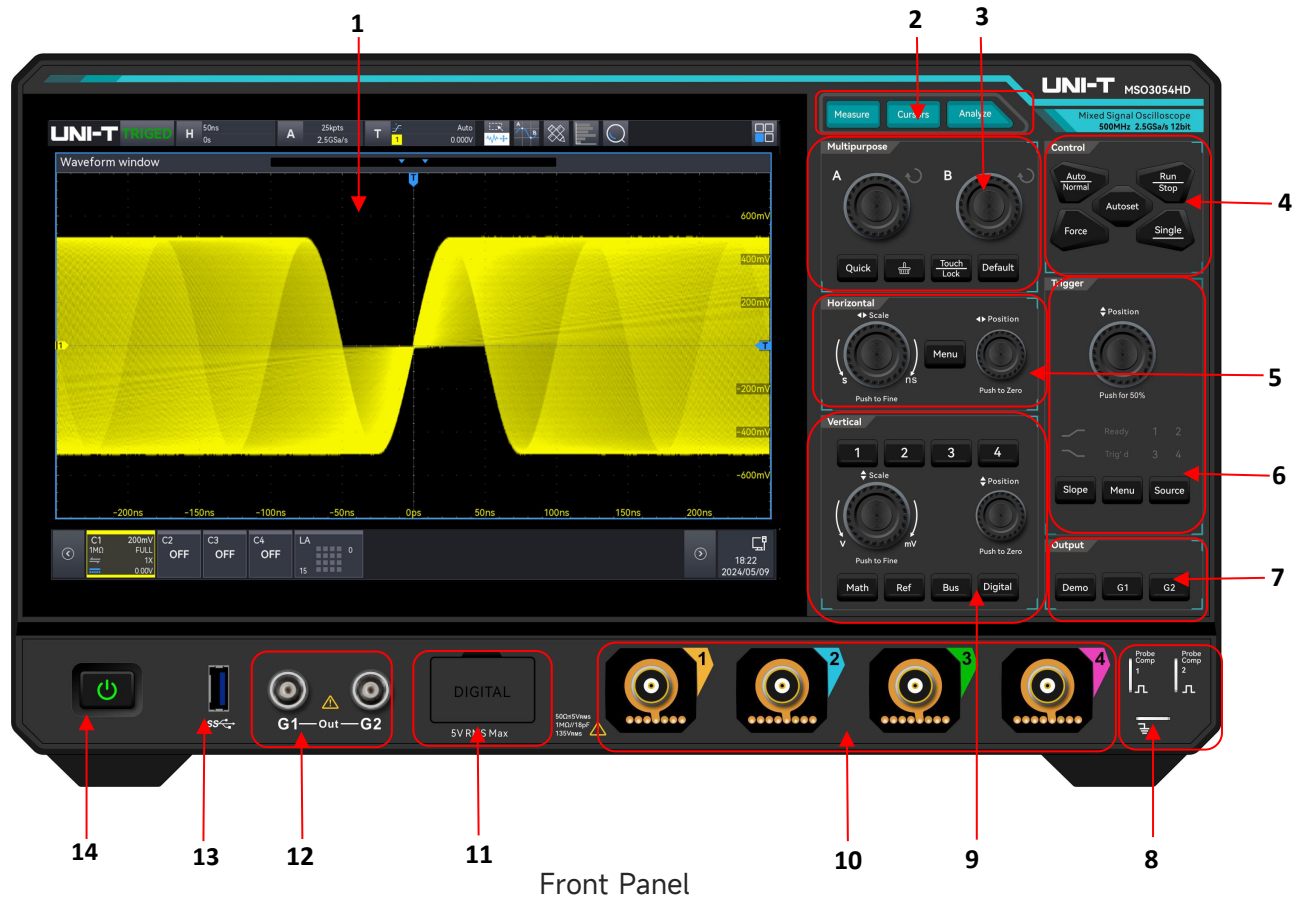 1
2
3
UNI-T MSO3054HD
Mixed Signal Oscilloscope
500MHz 2.5GSa/s 12bit
Measure Cursors Analyze
UNI-T TRIGED H 50ns 0s A 25kpts 2.5GSa/s T 1 Auto 0.000V
Waveform window
T
600mV
400mV
200mV
1
T
-200mV
-400mV
-600mV
-200ns -150ns -100ns -50ns 0ps 50ns 100ns 150ns 200ns
C1 200mV
1MΩ FULL
1X
0.00V
C2
OFF
C3
OFF
C4
OFF
LA
0
15
18:22
2024/05/09
Multipurpose
A B
Quick Touch Lock Default
Control
Auto Normal
Run Stop
Autoset
Force
Single
4
Horizontal
Scale
Position
Menu
s ns
Push to Fine
Push to Zero
5
Trigger
Position
Push for 50%
Ready 1 2
Trig'd 3 4
Slope Menu Source
6
Vertical
1 2 3 4
Scale
Position
V mV
Push to Fine
Push to Zero
Math Ref Bus Digital
Output
Demo G1 G2
7
SS
G1—Out—G2
DIGITAL
5V RMS Max
50Ω≤5VRMS
1MΩ//18pF
135VRMS
1
2
3
4
Probe Comp 1
Probe Comp 2
14
13
12
11
10
9
8
Front Panel